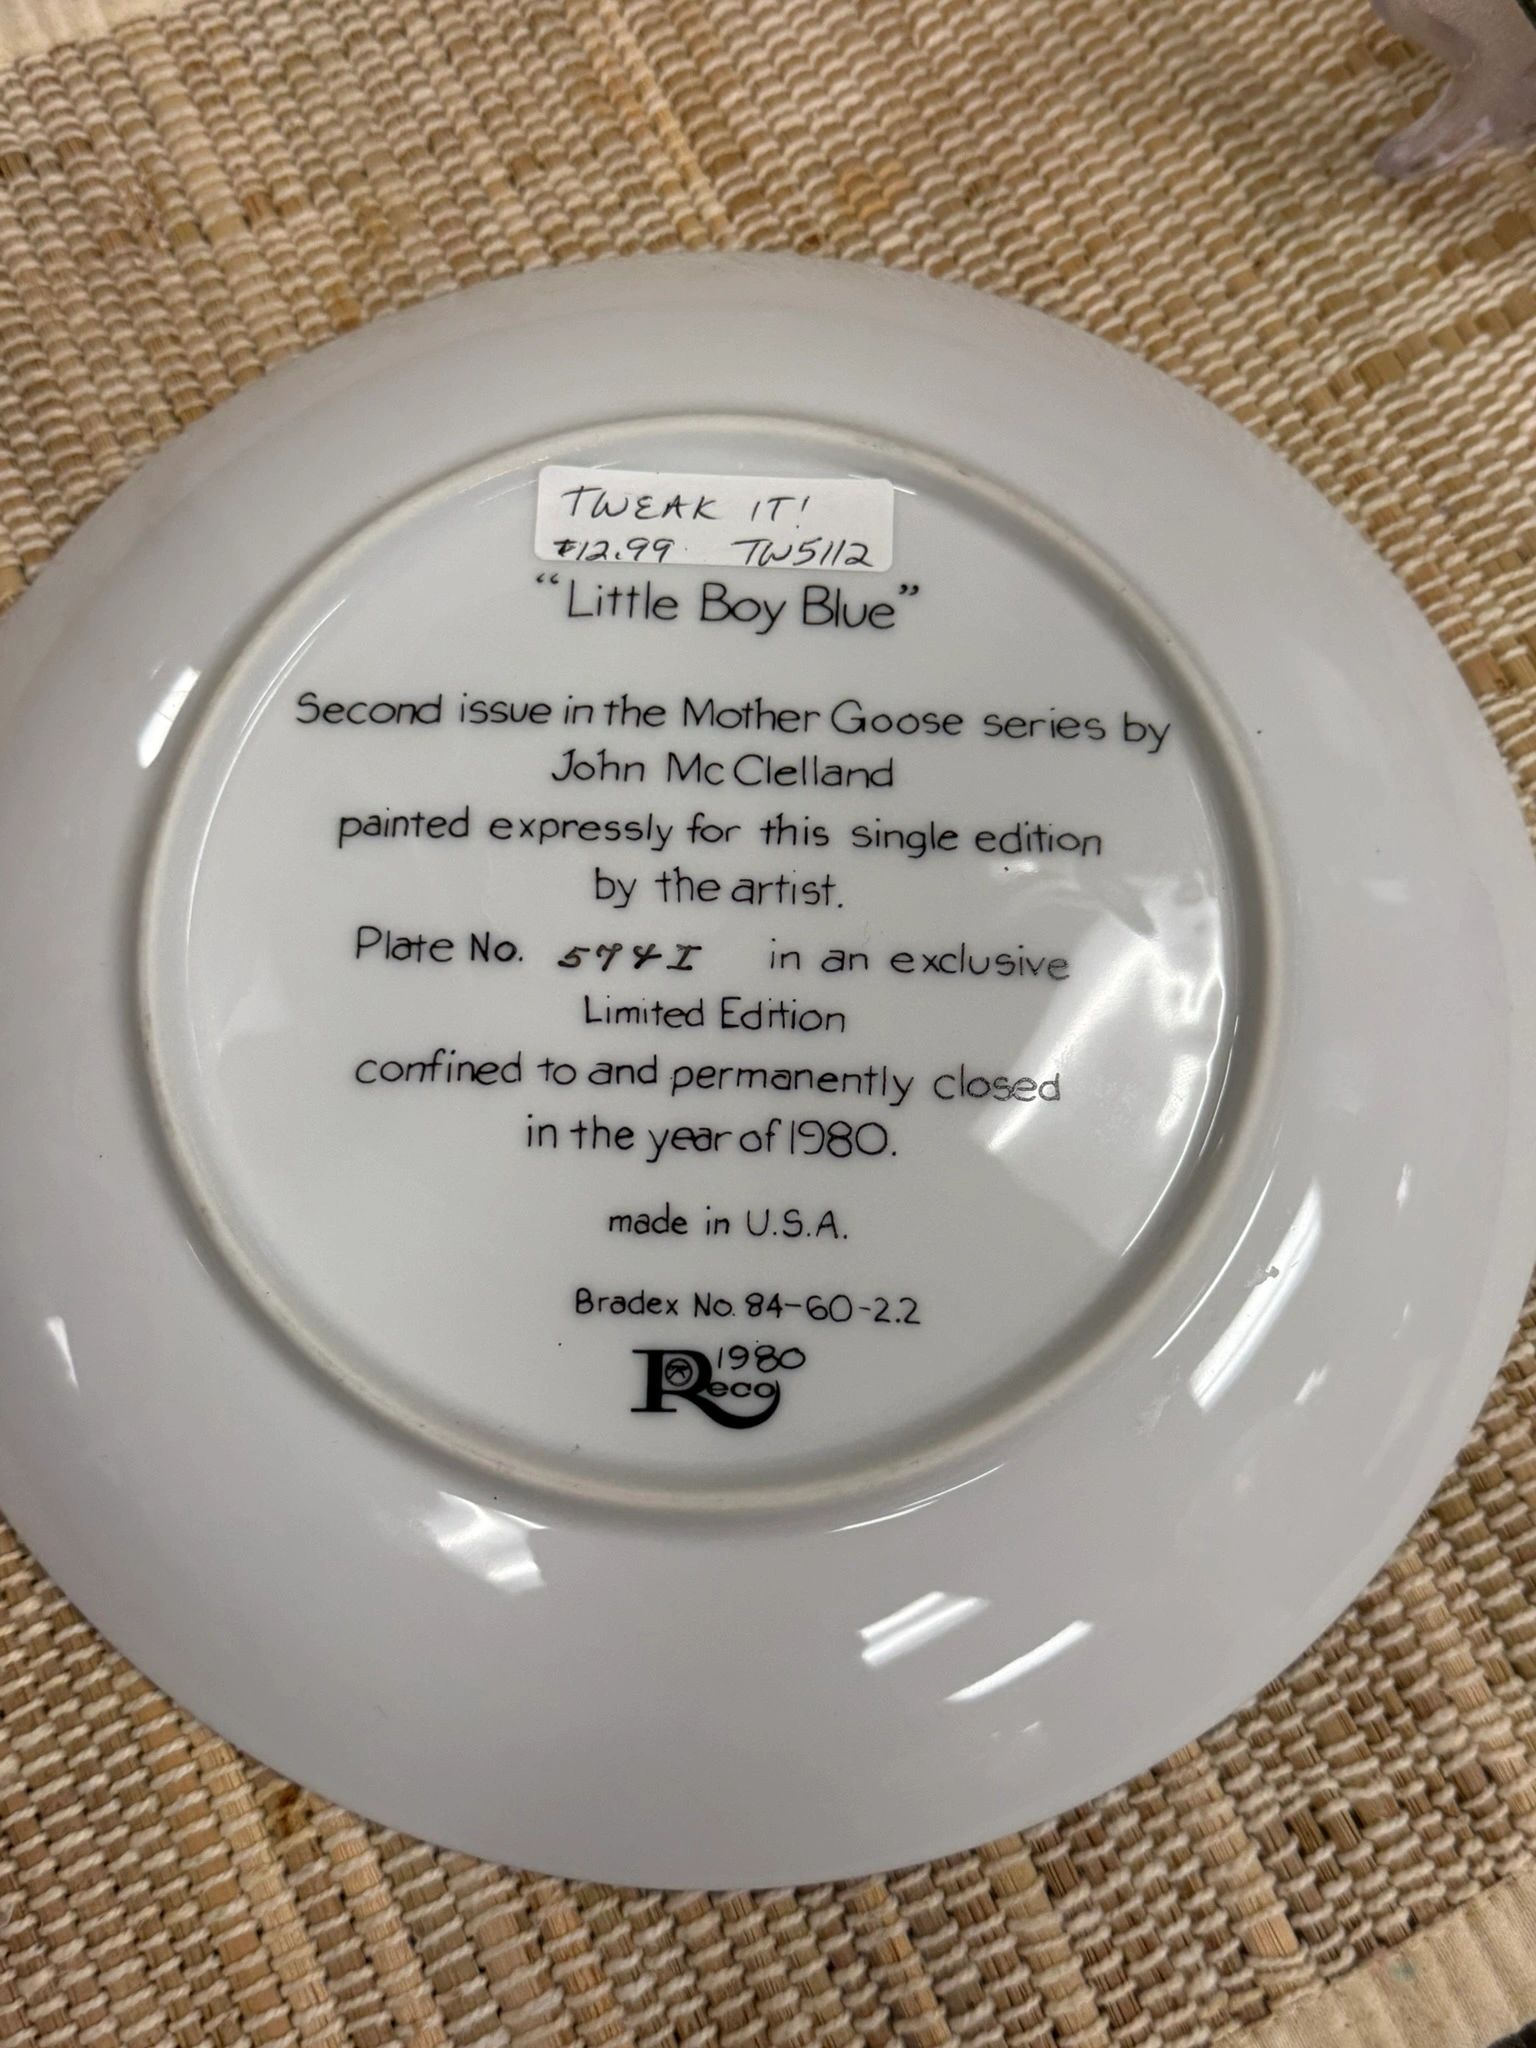 TWEAK IT!
$12.99 TW5112
"Little Boy Blue"
Second issue in the Mother Goose series by
John McClelland
painted expressly for this single edition
by the artist.
Plate No. 574I in an exclusive
Limited Edition
confined to and permanently closed
in the year of 1980.
made in U.S.A.
Bradex No. 84-60-2.2
1980
Reco